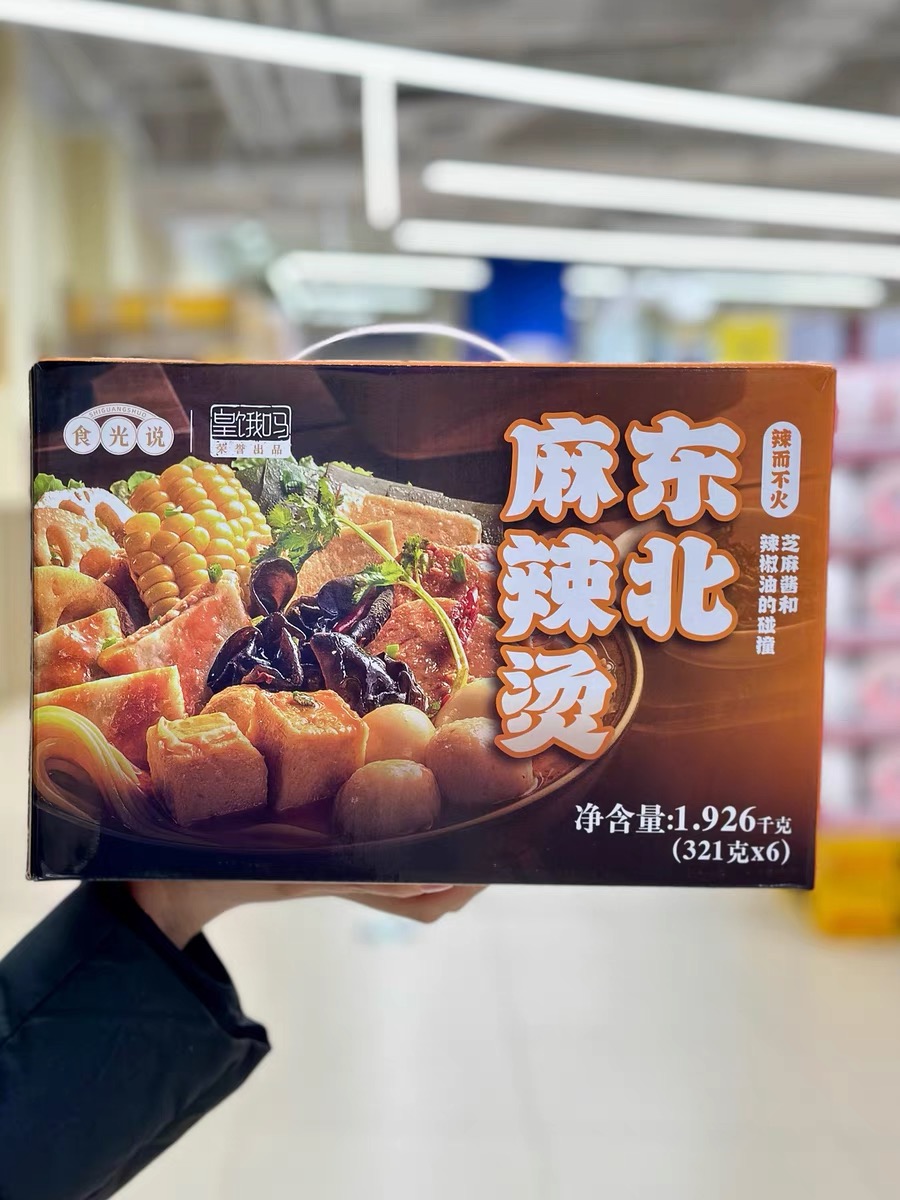 SHIGUANGSHUO
食光说
皇饿吗
荣誉出品
东北
麻辣烫
辣而不火
芝麻酱和
辣椒油的碰撞
净含量:1.926千克
(321克x6)